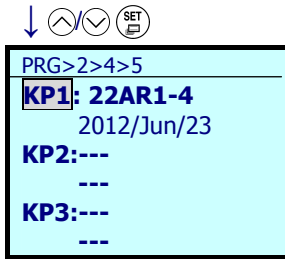 ↓ /
SET
PRG>2>4>5
KP1: 22AR1-4
2012/Jun/23
KP2:---
---
KP3:---
---